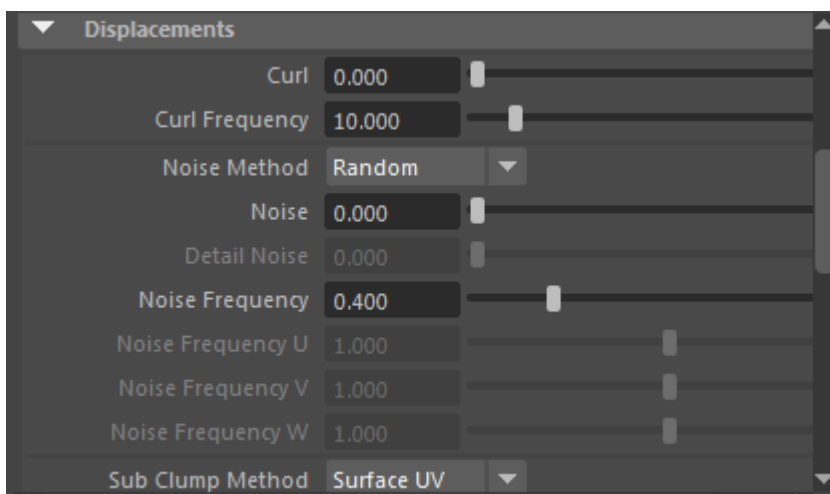 Displacements
Curl 0.000
Curl Frequency 10.000
Noise Method Random
Noise 0.000
Detail Noise 0.000
Noise Frequency 0.400
Noise Frequency U 1.000
Noise Frequency V 1.000
Noise Frequency W 1.000
Sub Clump Method Surface UV